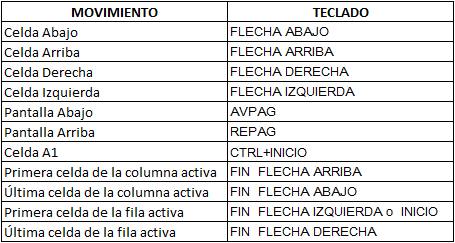 MOVIMIENTO TECLADO
Celda Abajo FLECHA ABAJO
Celda Arriba FLECHA ARRIBA
Celda Derecha FLECHA DERECHA
Celda Izquierda FLECHA IZQUIERDA
Pantalla Abajo AVPAG
Pantalla Arriba REPAG
Celda A1 CTRL+INICIO
Primera celda de la columna activa FIN FLECHA ARRIBA
Última celda de la columna activa FIN FLECHA ABAJO
Primera celda de la fila activa FIN FLECHA IZQUIERDA o INICIO
Última celda de la fila activa FIN FLECHA DERECHA